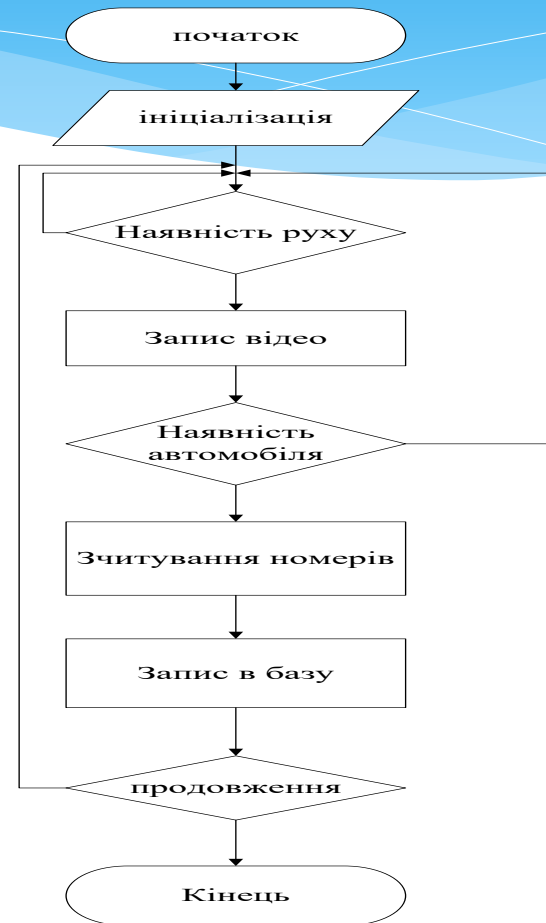 початок
ініціалізація
Наявність руху
Запис відео
Наявність
автомобіля
Зчитування номерів
Запис в базу
продовження
Кінець